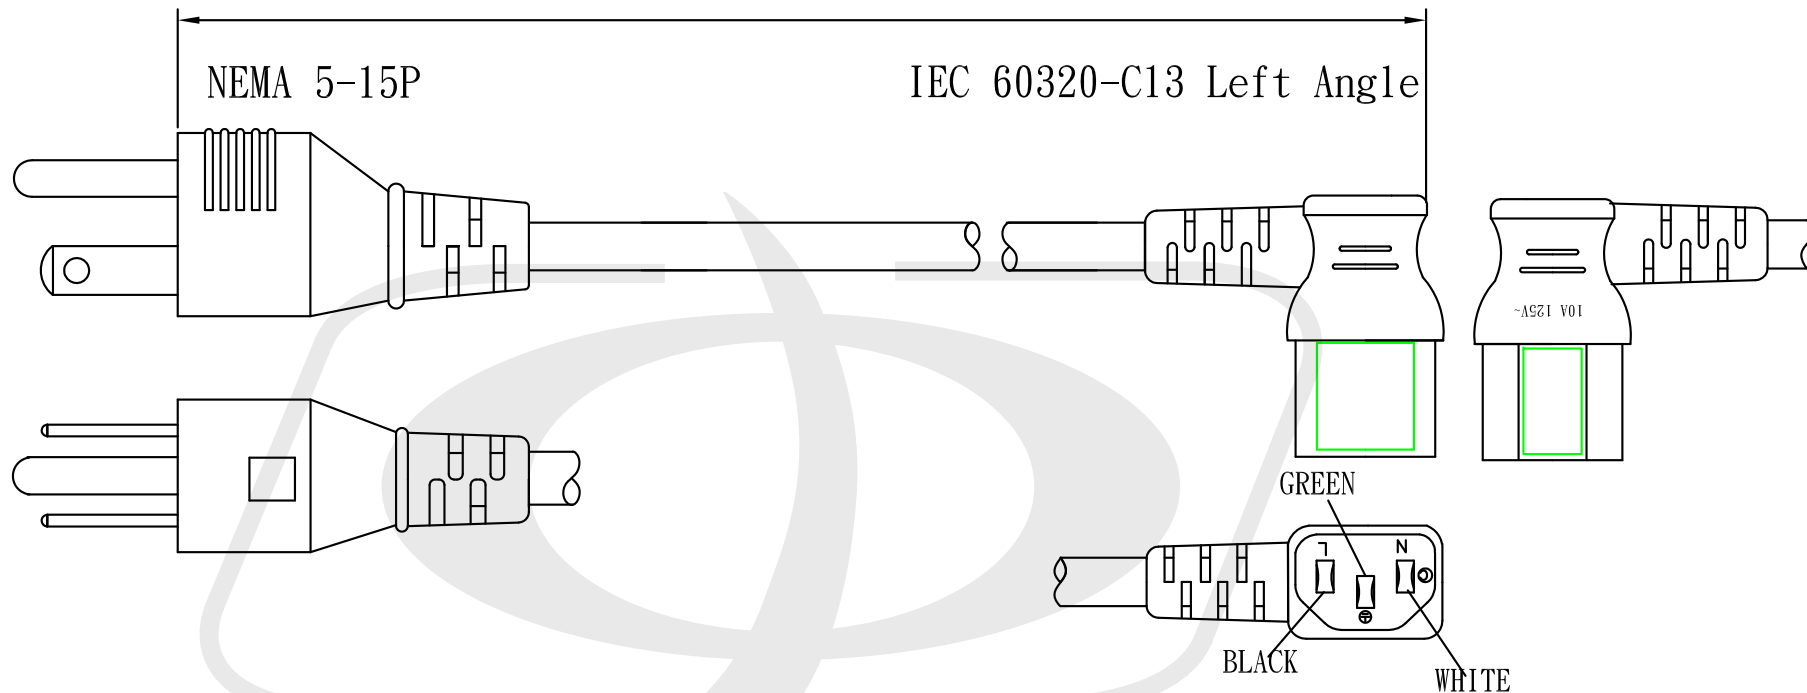 NEMA 5-15P
IEC 60320-C13 Left Angle
10A 125V~
GREEN
L
N
BLACK
WHITE